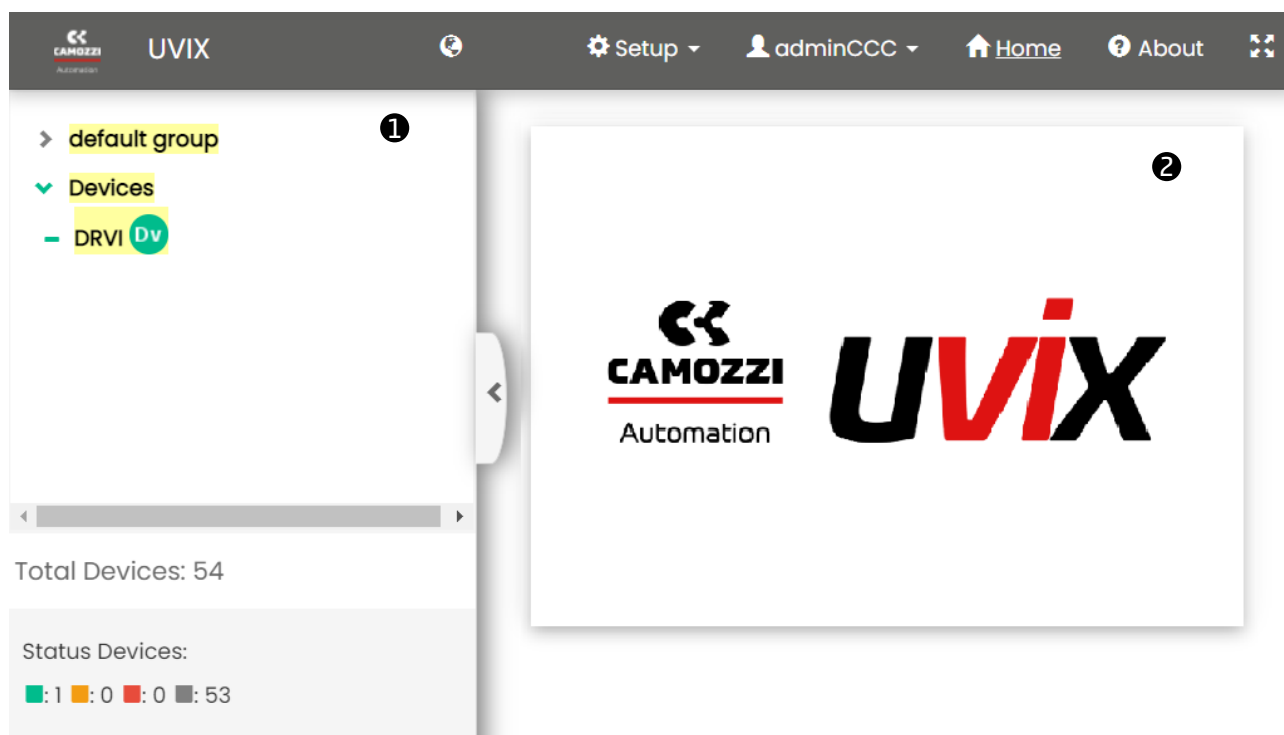 CAMOZZI
Automation
UVIX
Setup
adminCCC
Home
About
default group
❶
Devices
DRVI Dv
Total Devices: 54
Status Devices:
: 1 : 0 : 0 : 53
❷
CAMOZZI
Automation
uvix